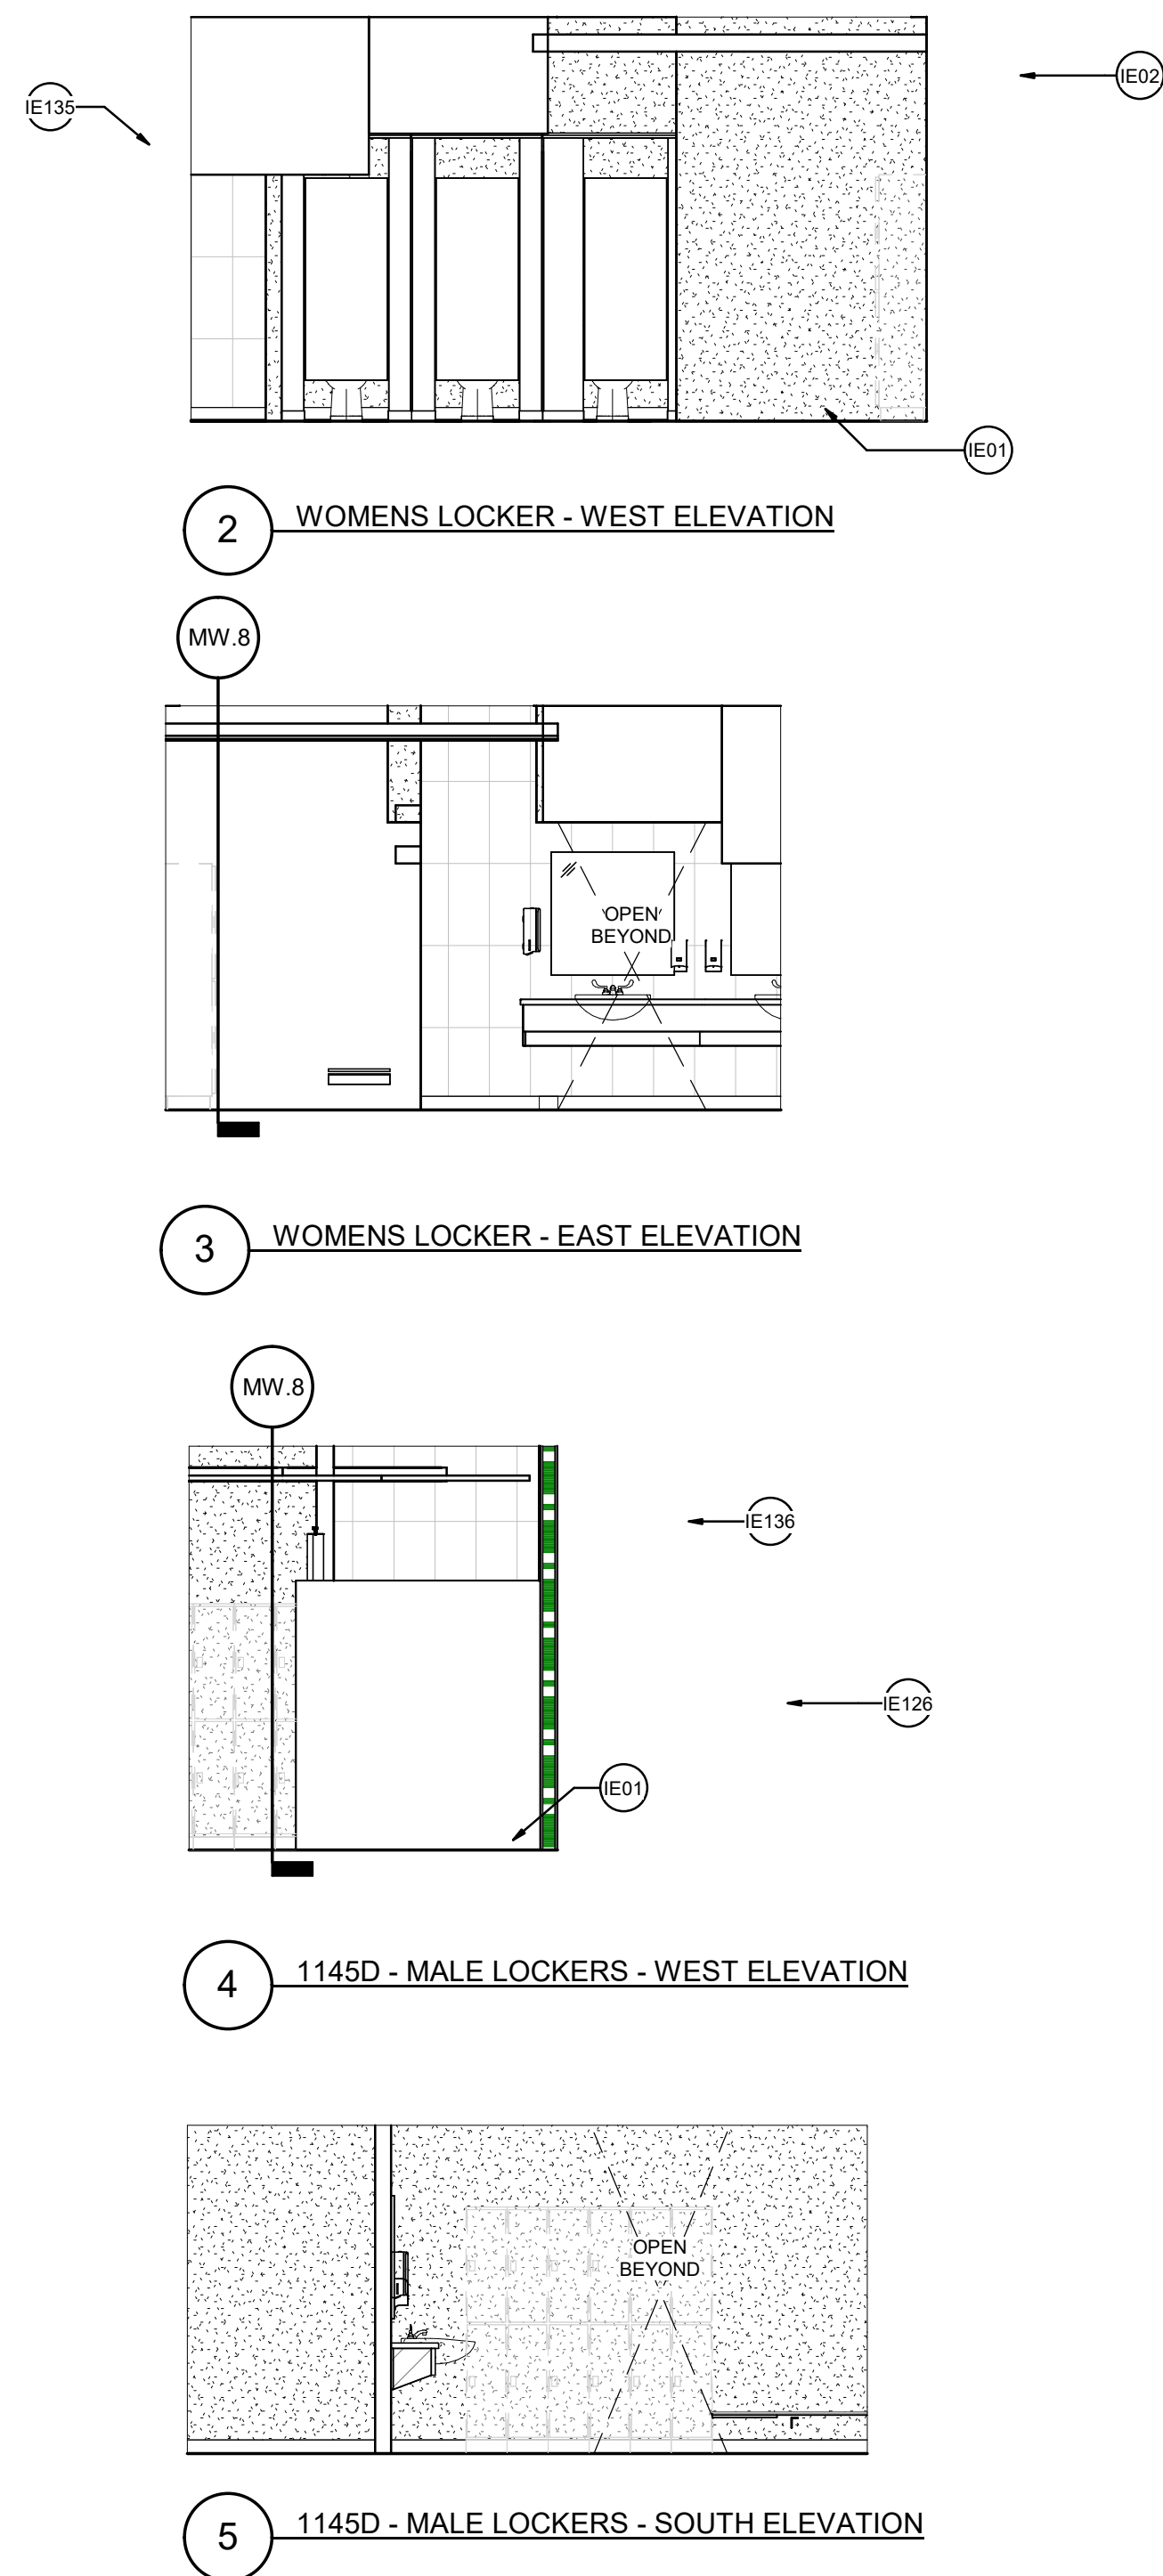 IE02
IE135
IE01
2
WOMENS LOCKER - WEST ELEVATION
MW.8
OPEN
BEYOND
3
WOMENS LOCKER - EAST ELEVATION
MW.8
IE136
IE126
IE01
4
1145D - MALE LOCKERS - WEST ELEVATION
OPEN
BEYOND
5
1145D - MALE LOCKERS - SOUTH ELEVATION